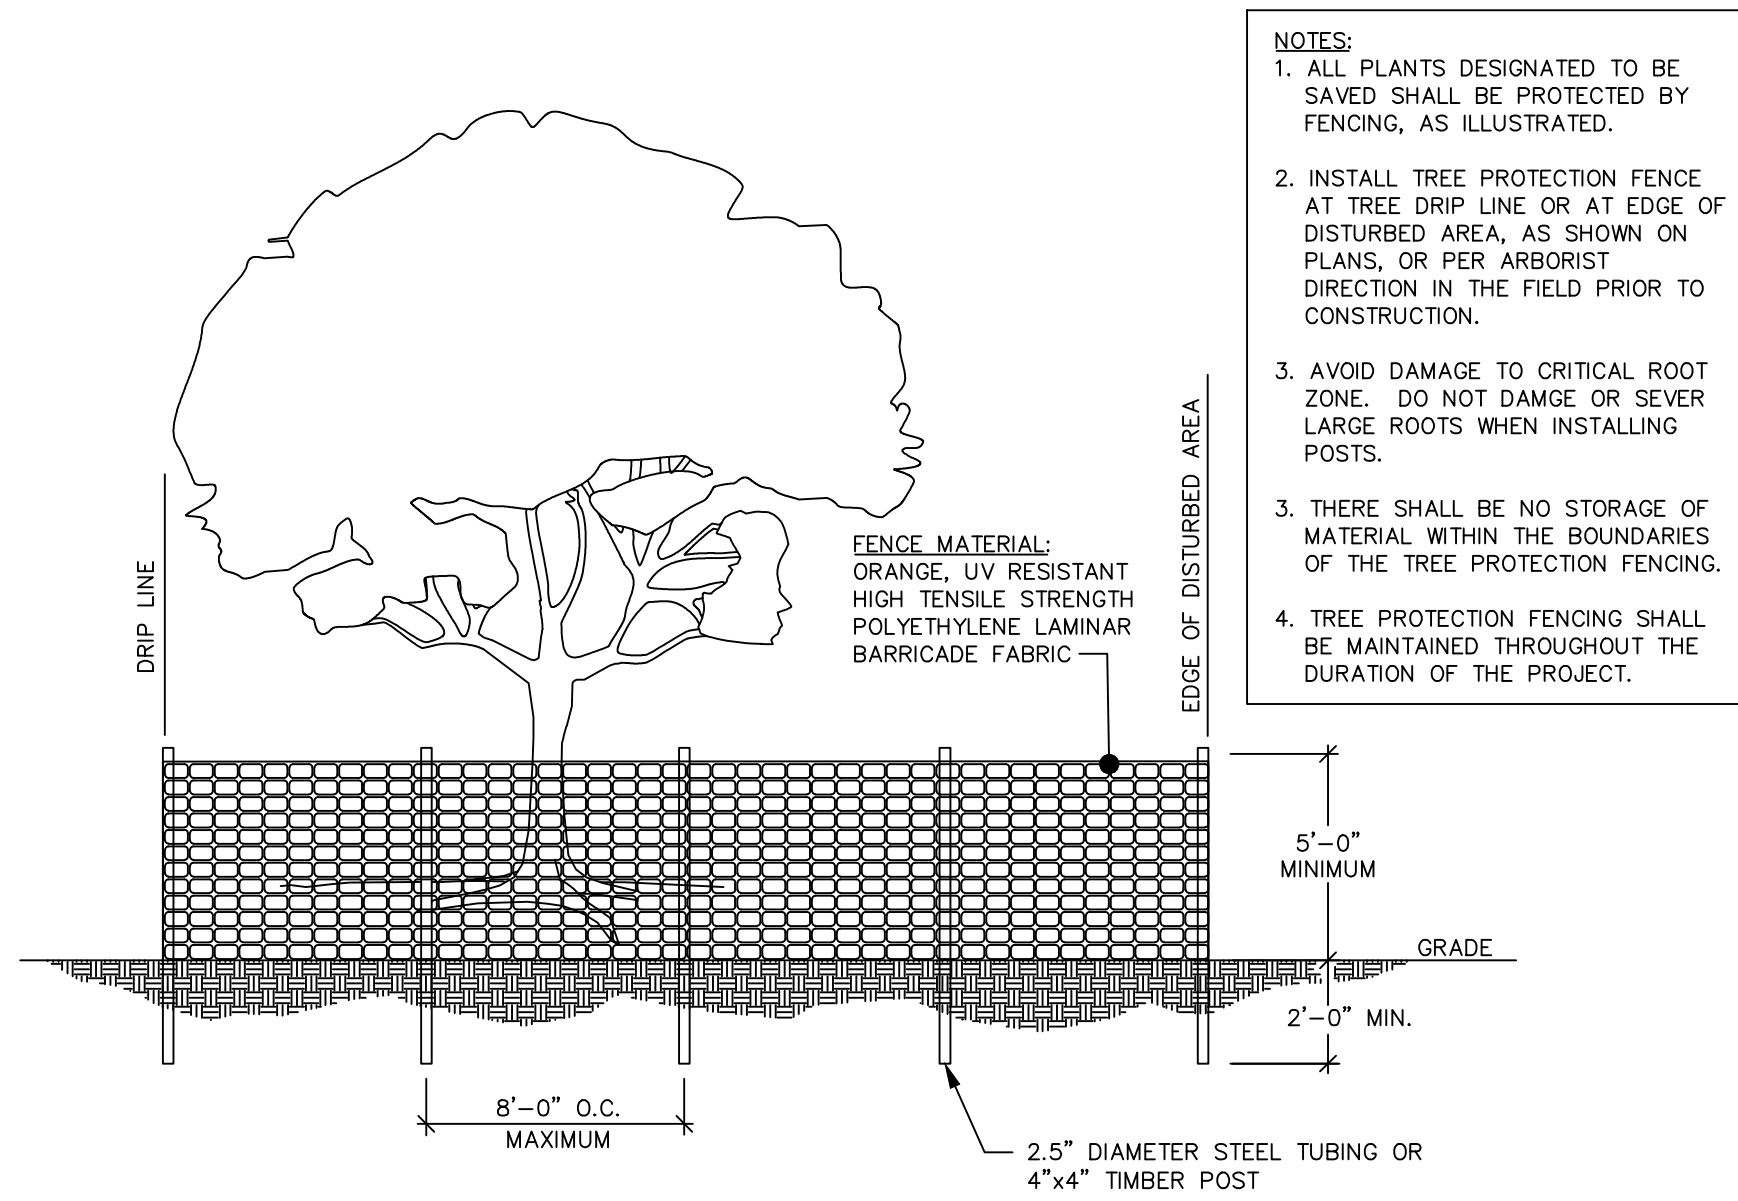 NOTES:
1. ALL PLANTS DESIGNATED TO BE
SAVED SHALL BE PROTECTED BY
FENCING, AS ILLUSTRATED.
2. INSTALL TREE PROTECTION FENCE
AT TREE DRIP LINE OR AT EDGE OF
DISTURBED AREA, AS SHOWN ON
PLANS, OR PER ARBORIST
DIRECTION IN THE FIELD PRIOR TO
CONSTRUCTION.
3. AVOID DAMAGE TO CRITICAL ROOT
ZONE. DO NOT DAMGE OR SEVER
LARGE ROOTS WHEN INSTALLING
POSTS.
3. THERE SHALL BE NO STORAGE OF
MATERIAL WITHIN THE BOUNDARIES
OF THE TREE PROTECTION FENCING.
4. TREE PROTECTION FENCING SHALL
BE MAINTAINED THROUGHOUT THE
DURATION OF THE PROJECT.
DRIP LINE
FENCE MATERIAL:
ORANGE, UV RESISTANT
HIGH TENSILE STRENGTH
POLYETHYLENE LAMINAR
BARRICADE FABRIC
EDGE OF DISTURBED AREA
5'-0"
MINIMUM
GRADE
2'-0" MIN.
8'-0" O.C.
MAXIMUM
2.5" DIAMETER STEEL TUBING OR
4"x4" TIMBER POST